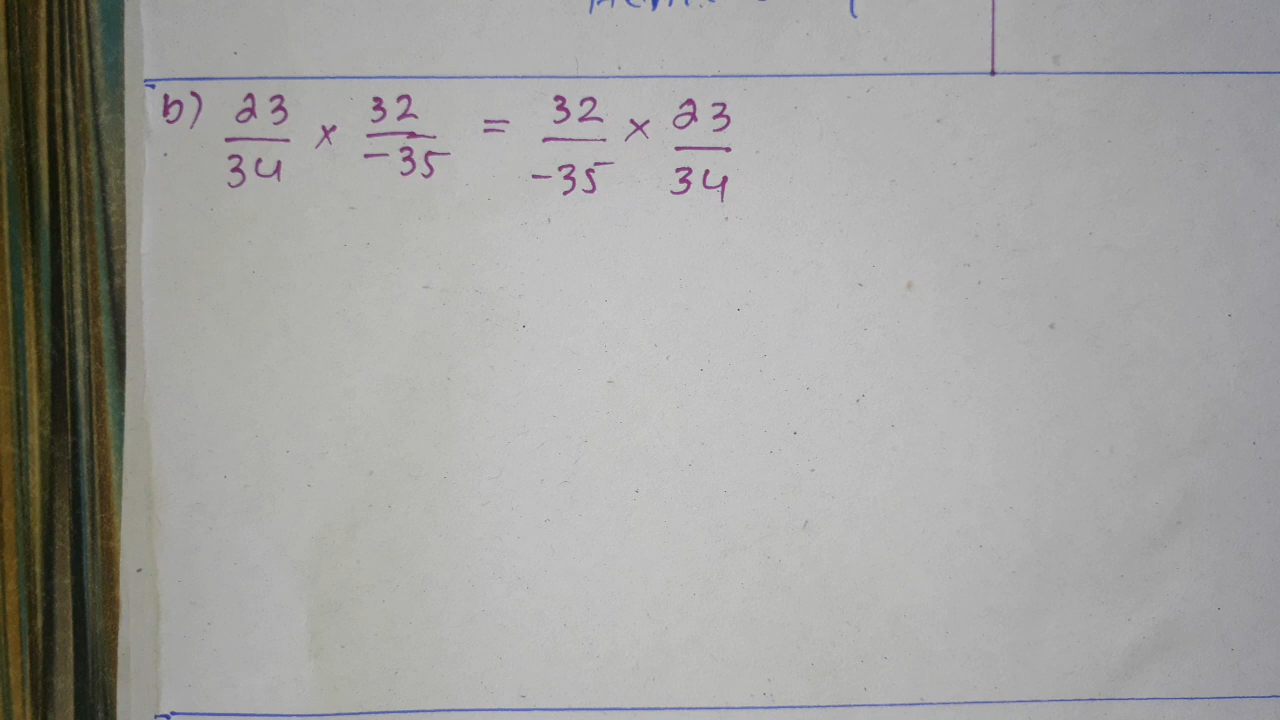 b) 23/34 × 32/-35 = 32/-35 × 23/34